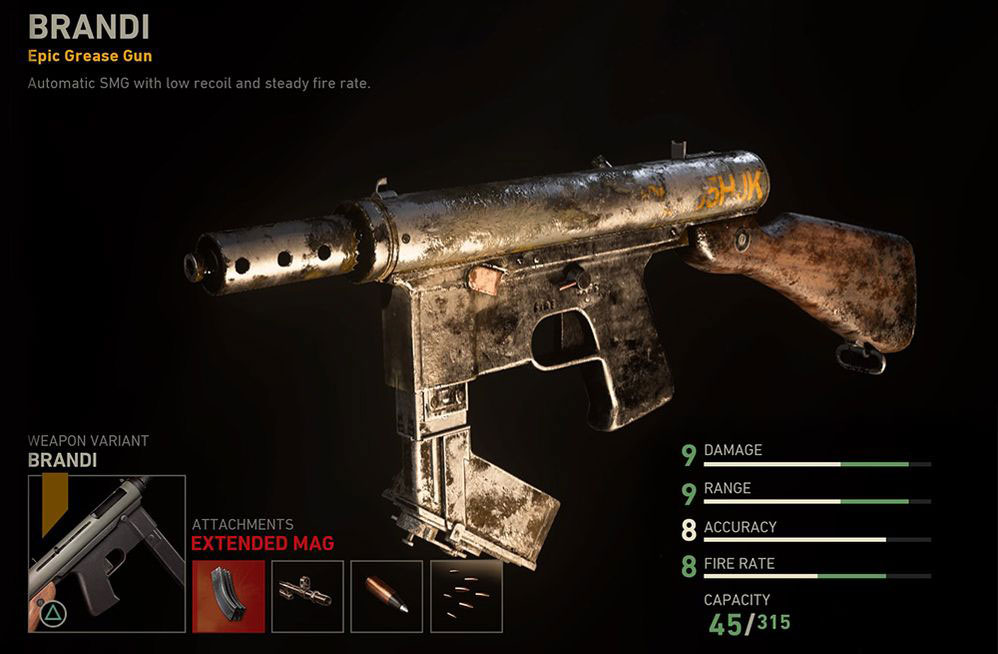 BRANDI
Epic Grease Gun
Automatic SMG with low recoil and steady fire rate.
5HJK
WEAPON VARIANT
BRANDI
ATTACHMENTS
EXTENDED MAG
9 DAMAGE
9 RANGE
8 ACCURACY
8 FIRE RATE
CAPACITY
45/315